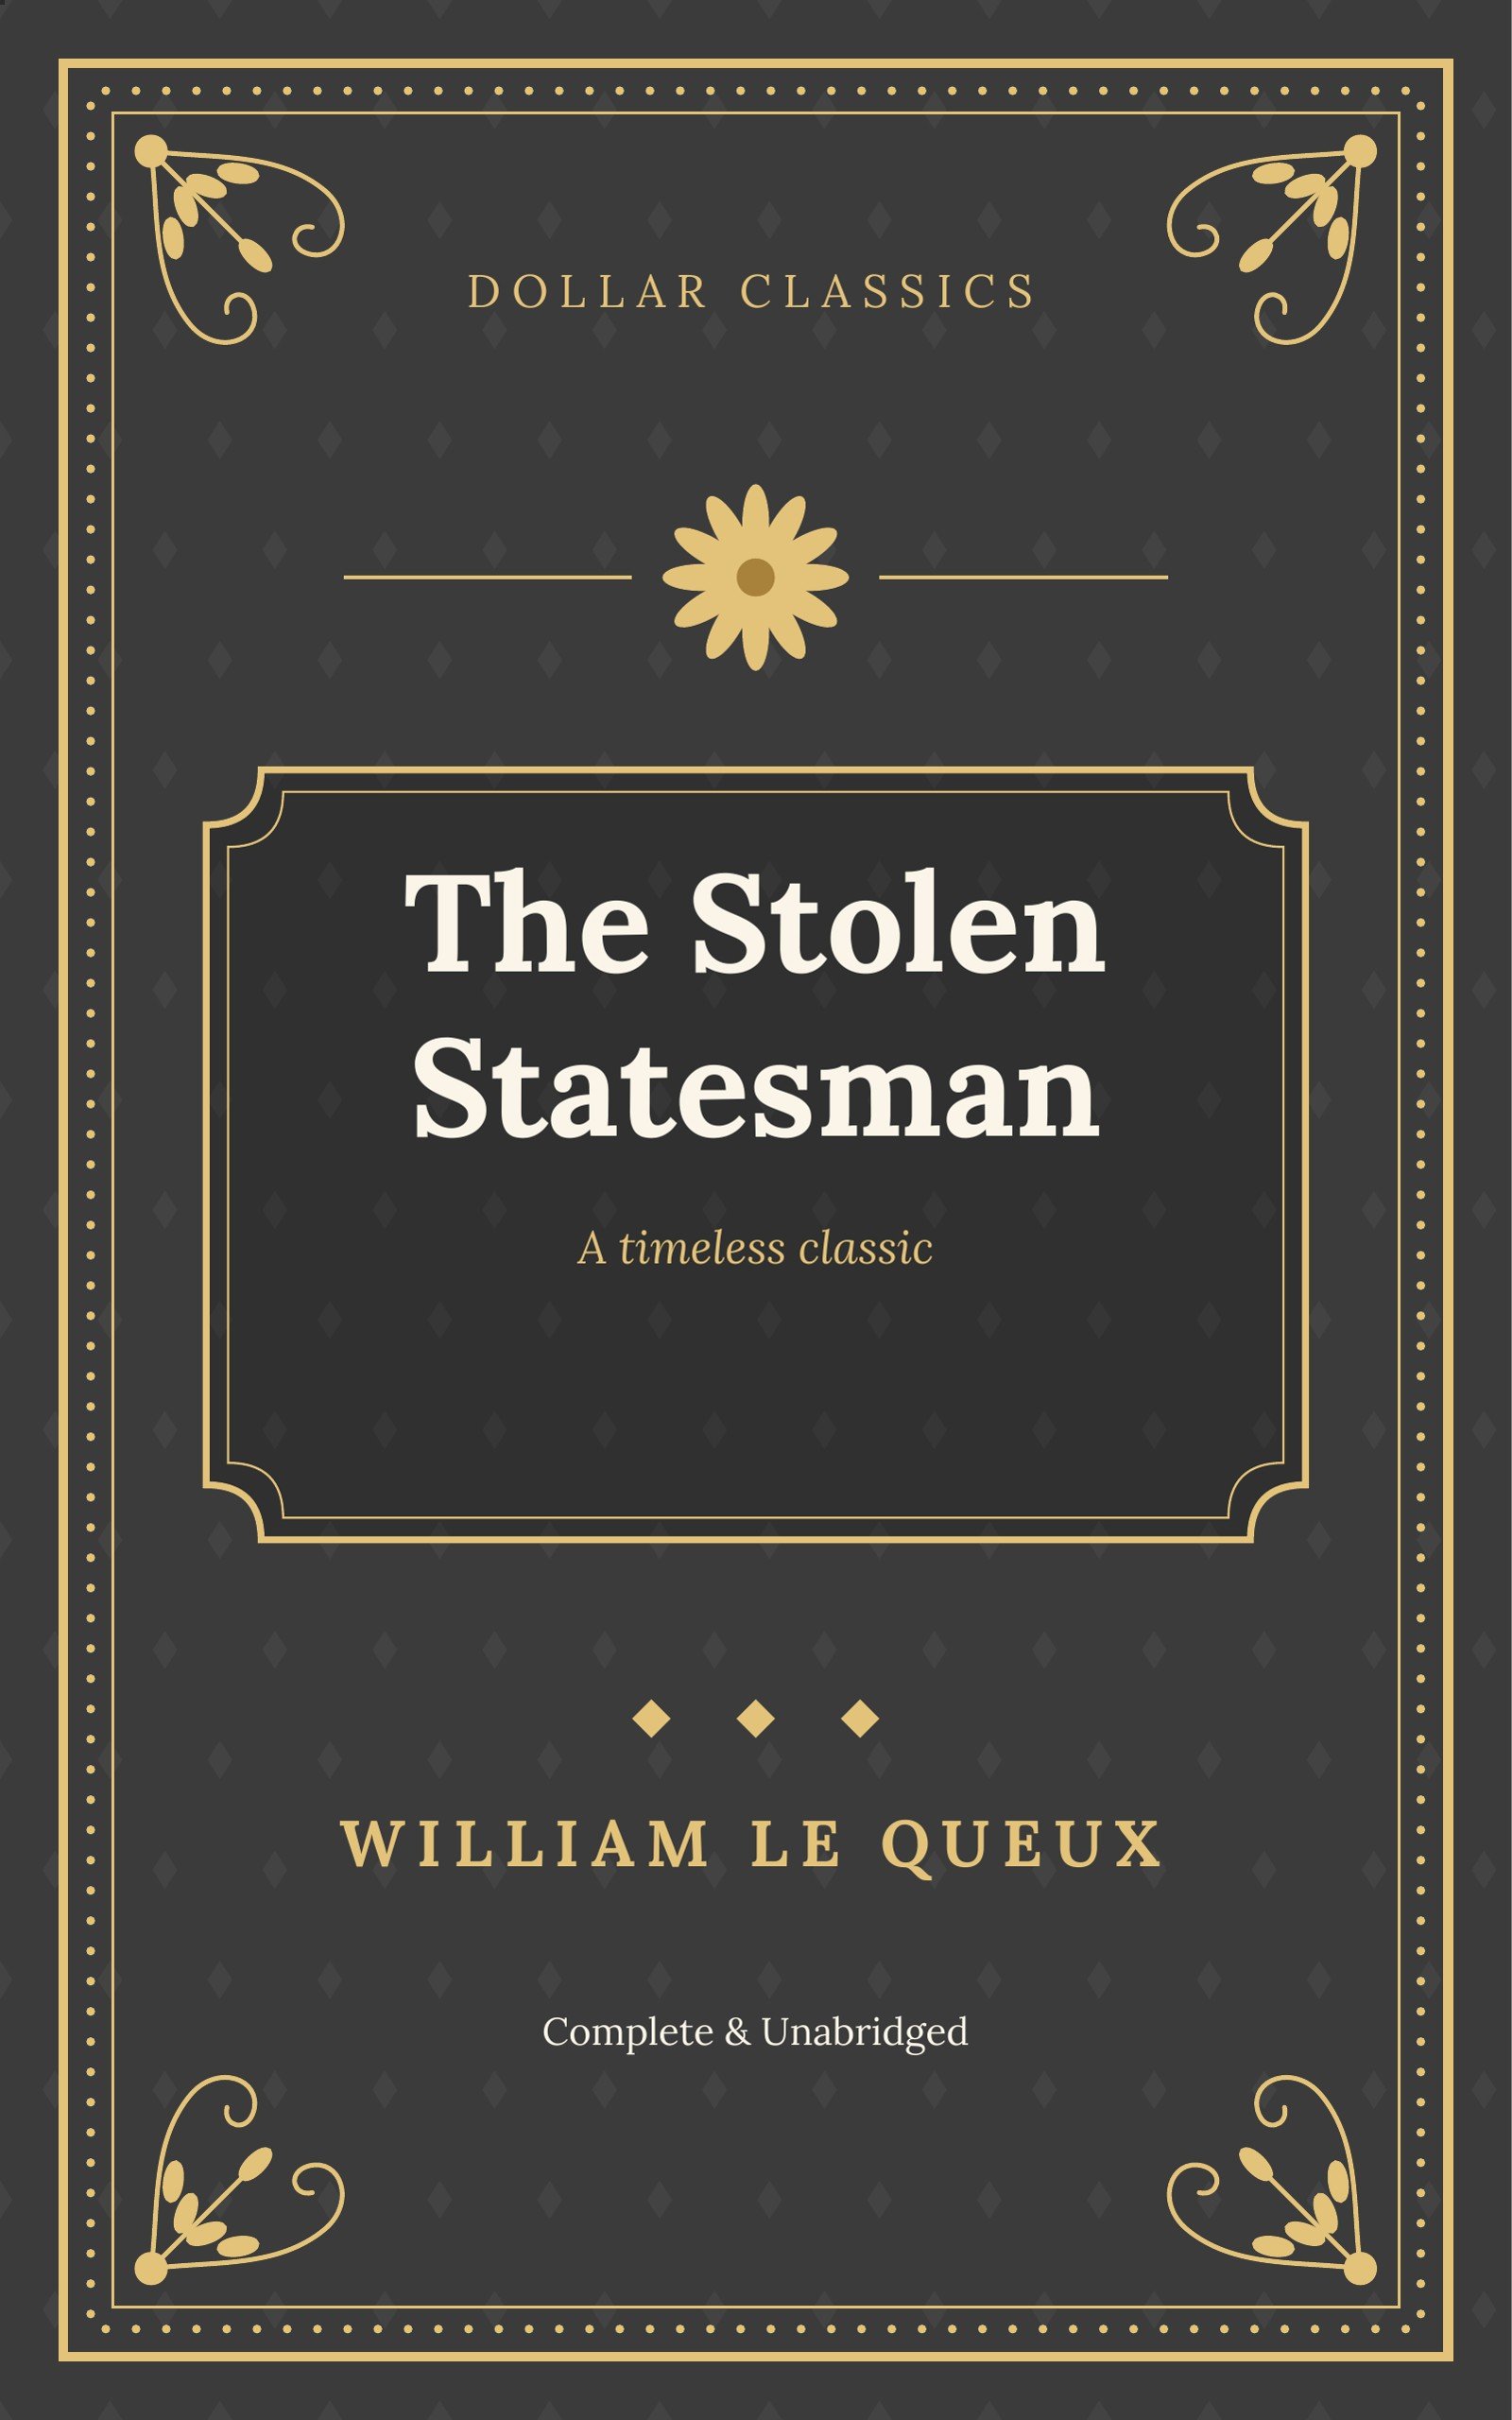 DOLLAR CLASSICS
The Stolen
Statesman
A timeless classic
WILLIAM LE QUEUX
Complete & Unabridged